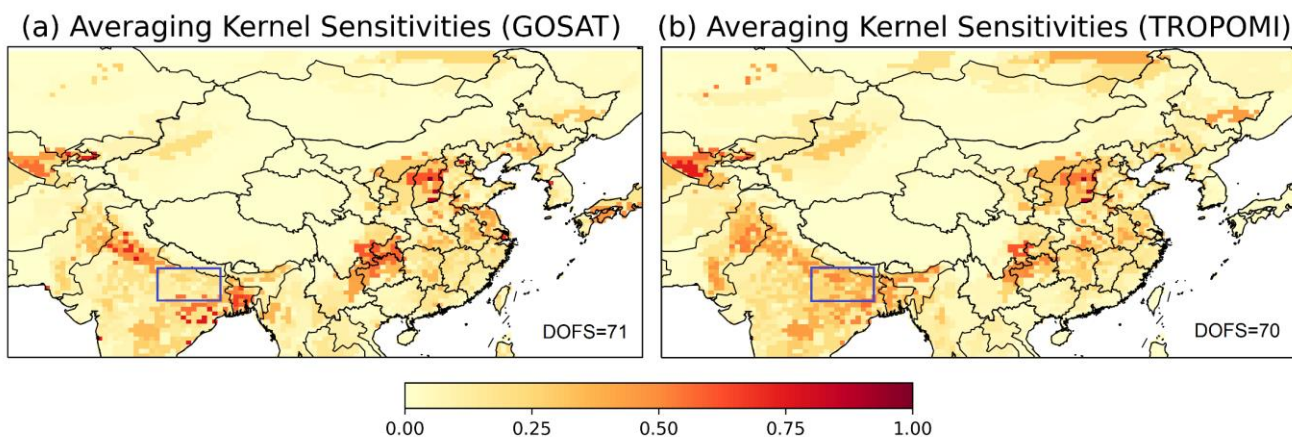 (a) Averaging Kernel Sensitivities (GOSAT)
(b) Averaging Kernel Sensitivities (TROPOMI)
DOFS=71
DOFS=70
0.00 0.25 0.50 0.75 1.00